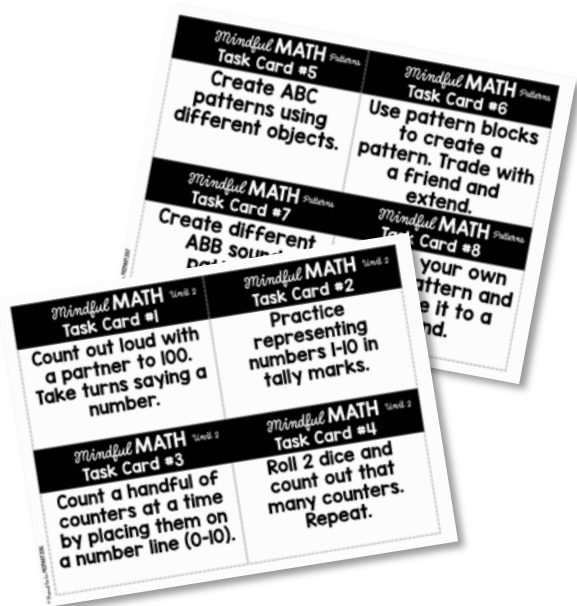 Mindful MATH Patterns
Task Card #5
Create ABC
patterns using
different objects.
Mindful MATH Patterns
Task Card #6
Use pattern blocks
to create a
pattern. Trade with
a friend and
extend.
Mindful MATH Patterns
Task Card #7
Create different
ABB
Mindful MATH Patterns
Card #8
your own
and
it to a
Mindful MATH Unit 2
Task Card #1
Count out loud with
a partner to 100.
Take turns saying a
number.
Mindful MATH Unit 2
Task Card #2
Practice
representing
numbers 1-10 in
tally marks.
Mindful MATH Unit 2
Task Card #3
Count a handful of
counters at a time
by placing them on
a number line (0-10).
Mindful MATH Unit 2
Task Card #4
Roll 2 dice and
count out that
many counters.
Repeat.